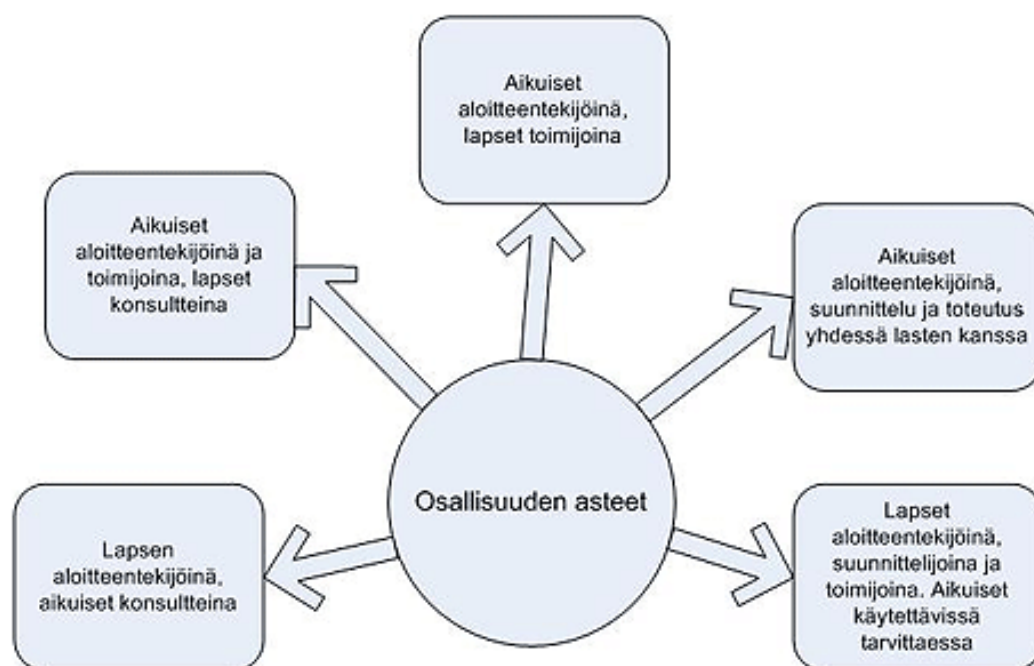 Aikuiset
aloitteentekijöinä,
lapset toimijoina
Aikuiset
aloitteentekijöinä ja
toimijoina, lapset
konsultteina
Aikuiset
aloitteentekijöinä,
suunnittelu ja toteutus
yhdessä lasten kanssa
Osallisuuden asteet
Lapsen
aloitteentekijöinä,
aikuiset konsultteina
Lapset
aloitteentekijöinä,
suunnittelijoina ja
toimijoina. Aikuiset
käytettävissä
tarvittaessa